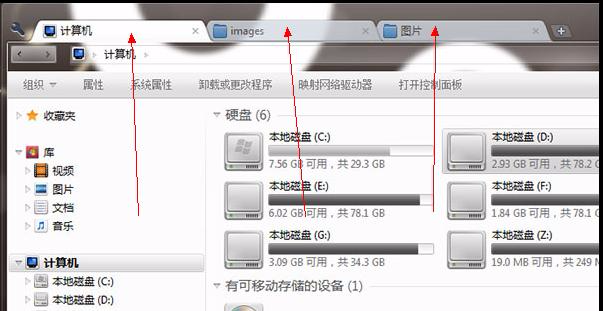 计算机 images 图片
计算机
组织 属性 系统属性 卸载或更改程序 映射网络驱动器 打开控制面板
收藏夹
库
视频
图片
文档
音乐
计算机
本地磁盘 (C:)
本地磁盘 (D:)
硬盘 (6)
本地磁盘 (C:)
7.56 GB 可用，共 29.3 GB
本地磁盘 (D:)
2.93 GB 可用，共 78.2 G
本地磁盘 (E:)
6.02 GB 可用，共 78.1 GB
本地磁盘 (F:)
1.84 GB 可用，共 78.1 G
本地磁盘 (G:)
3.09 GB 可用，共 34.3 GB
本地磁盘 (Z:)
19.0 MB 可用，共 249 M
有可移动存储的设备 (1)